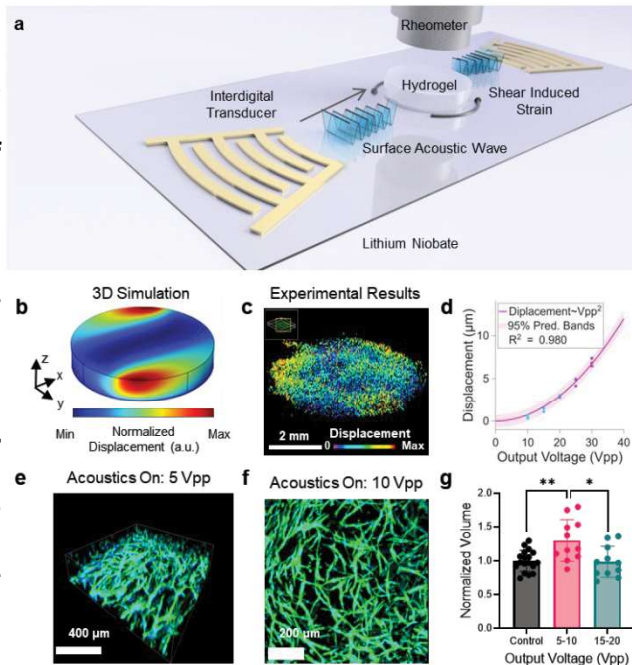 a
Rheometer
Hydrogel
Interdigital
Transducer
Shear Induced
Strain
Surface Acoustic Wave
Lithium Niobate
b
3D Simulation
z
x
y
Min
Normalized
Displacement (a.u.)
Max
c
Experimental Results
2 mm
Displacement
0
Max
d
Diplacement~Vpp²
95% Pred. Bands
R² = 0.980
Displacement (µm)
10
5
0
0 10 20 30 40
Output Voltage (Vpp)
e
Acoustics On: 5 Vpp
400 µm
f
Acoustics On: 10 Vpp
200 µm
g
** *
Normalized Volume
2.0
1.5
1.0
0.5
0.0
Control 5-10 15-20
Output Voltage (Vpp)